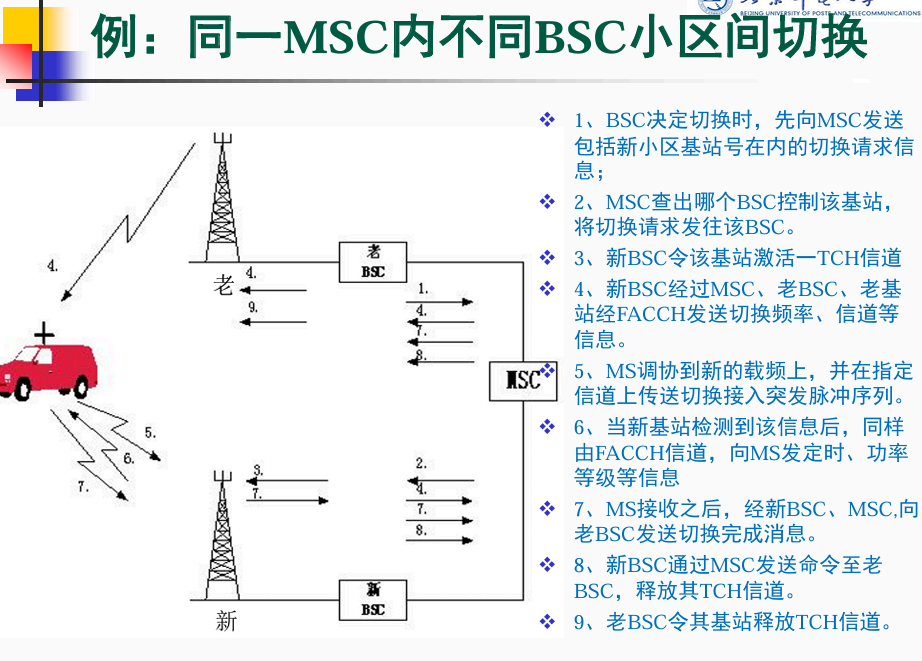 BEIJING UNIVERSITY OF POSTS AND TELECOMMUNICATIONS
例：同一MSC内不同BSC小区间切换
4.
老
老
BSC
4.
9.
1.
4.
7.
8.
MSC
5.
6.
7.
3.
7.
2.
4.
7.
8.
新
新
BSC
1、BSC决定切换时，先向MSC发送
包括新小区基站号在内的切换请求信
息；
2、MSC查出哪个BSC控制该基站，
将切换请求发往该BSC。
3、新BSC令该基站激活一TCH信道
4、新BSC经过MSC、老BSC、老基
站经FACCH发送切换频率、信道等
信息。
5、MS调协到新的载频上，并在指定
信道上传送切换接入突发脉冲序列。
6、当新基站检测到该信息后，同样
由FACCH信道，向MS发定时、功率
等级等信息
7、MS接收之后，经新BSC、MSC,向
老BSC发送切换完成消息。
8、新BSC通过MSC发送命令至老
BSC，释放其TCH信道。
9、老BSC令其基站释放TCH信道。